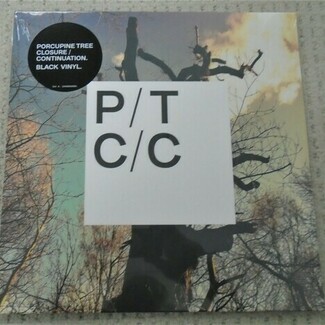 PORCUPINE TREE
CLOSURE /
CONTINUATION.
BLACK VINYL.
P/T
C/C